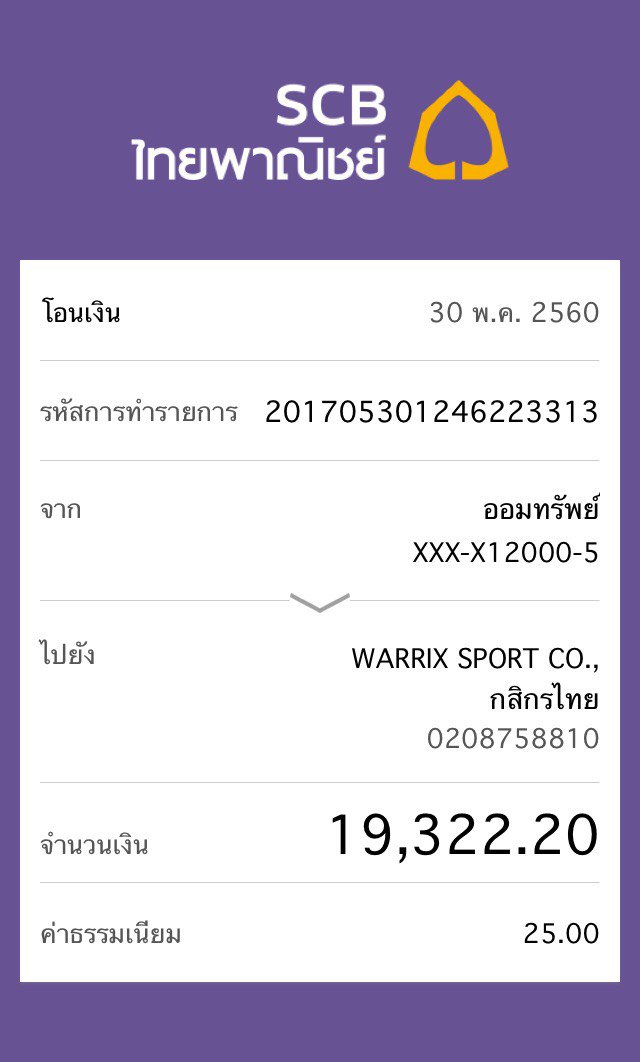 SCB
ไทยพาณิชย์
โอนเงิน 30 พ.ค. 2560
รหัสการทำรายการ 201705301246223313
จาก ออมทรัพย์
XXX-X12000-5
ไปยัง WARRIX SPORT CO.,
กสิกรไทย
0208758810
จำนวนเงิน 19,322.20
ค่าธรรมเนียม 25.00